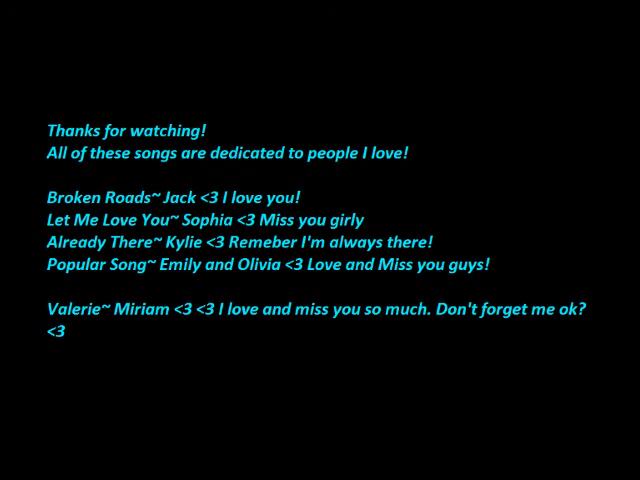 Thanks for watching!
All of these songs are dedicated to people I love!
Broken Roads~ Jack <3 I love you!
Let Me Love You~ Sophia <3 Miss you girly
Already There~ Kylie <3 Remeber I'm always there!
Popular Song~ Emily and Olivia <3 Love and Miss you guys!
Valerie~ Miriam <3 <3 I love and miss you so much. Don't forget me ok?
<3